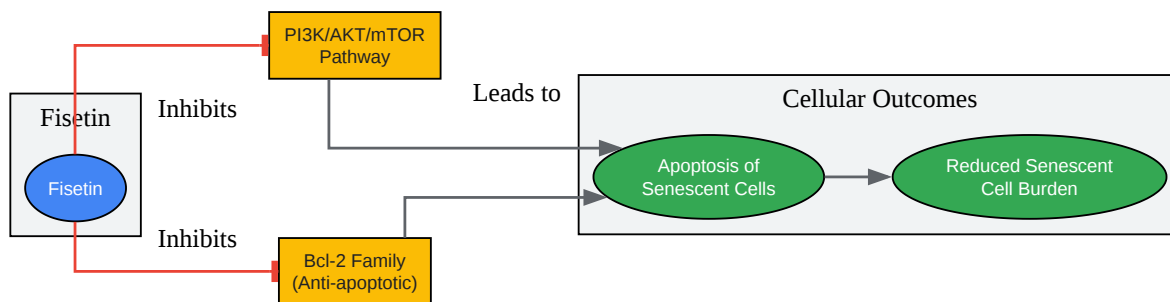 PI3K/AKT/mTOR
Pathway
Inhibits
Leads to
Cellular Outcomes
Fisetin
Fisetin
Apoptosis of
Senescent Cells
Reduced Senescent
Cell Burden
Inhibits
Bcl-2 Family
(Anti-apoptotic)